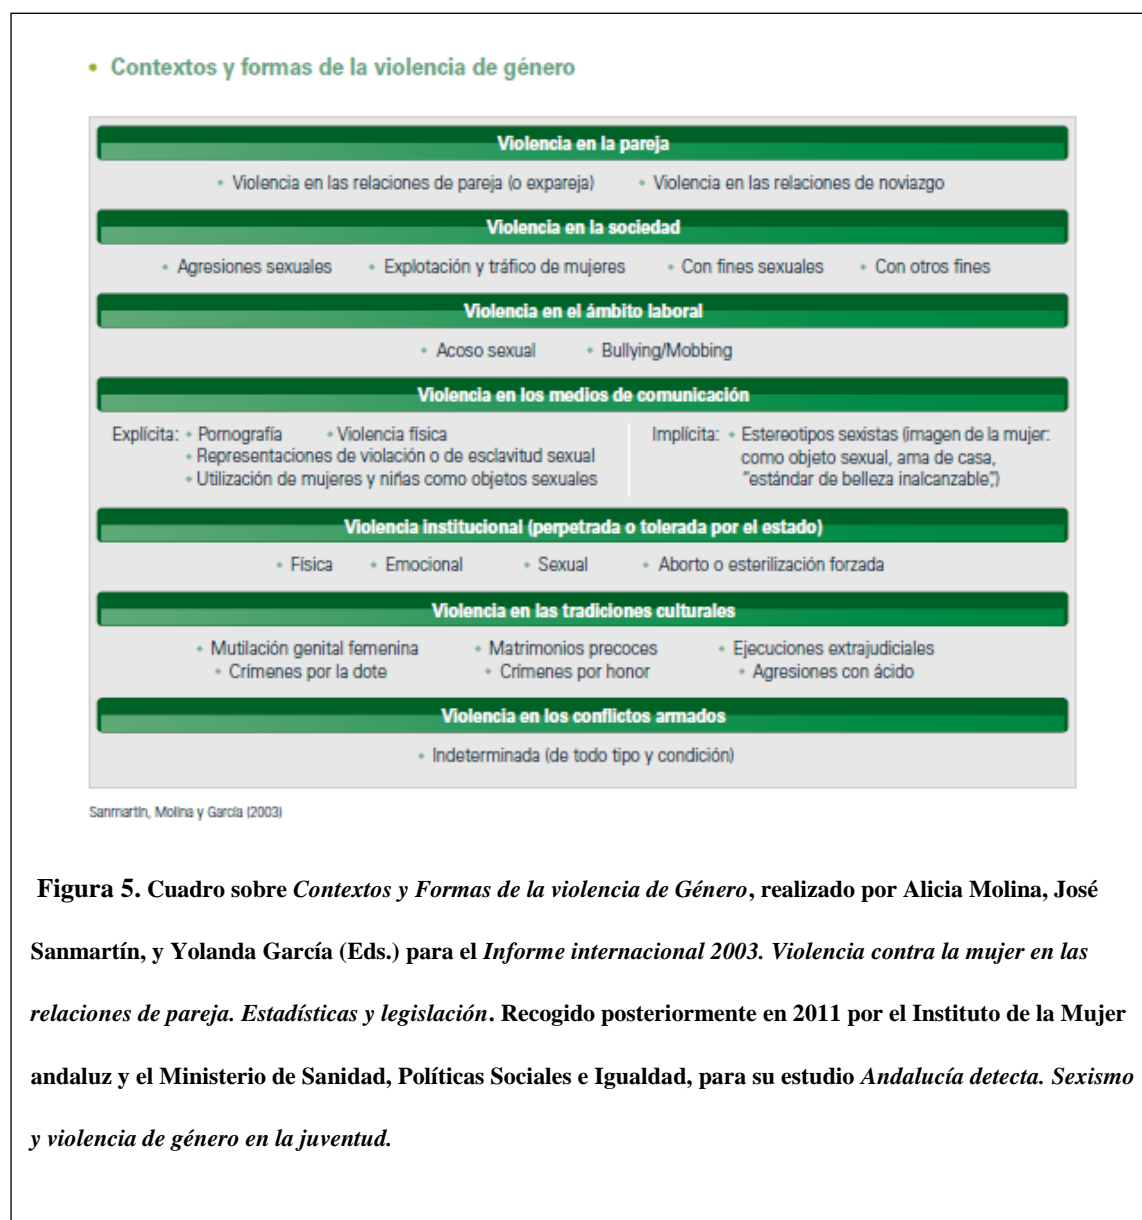 • Contextos y formas de la violencia de género
Violencia en la pareja
• Violencia en las relaciones de pareja (o expareja) • Violencia en las relaciones de noviazgo
Violencia en la sociedad
• Agresiones sexuales • Explotación y tráfico de mujeres • Con fines sexuales • Con otros fines
Violencia en el ámbito laboral
• Acoso sexual • Bullying/Mobbing
Violencia en los medios de comunicación
Explícita: • Pornografía • Violencia física
• Representaciones de violación o de esclavitud sexual
• Utilización de mujeres y niñas como objetos sexuales
Implícita: • Estereotipos sexistas (imagen de la mujer:
como objeto sexual, ama de casa,
"estándar de belleza inalcanzable",)
Violencia institucional (perpetrada o tolerada por el estado)
• Física • Emocional • Sexual • Aborto o esterilización forzada
Violencia en las tradiciones culturales
• Mutilación genital femenina • Matrimonios precoces • Ejecuciones extrajudiciales
• Crímenes por la dote • Crímenes por honor • Agresiones con ácido
Violencia en los conflictos armados
• Indeterminada (de todo tipo y condición)
Sanmartín, Molina y García (2003)
Figura 5. Cuadro sobre Contextos y Formas de la violencia de Género, realizado por Alicia Molina, José
Sanmartín, y Yolanda García (Eds.) para el Informe internacional 2003. Violencia contra la mujer en las
relaciones de pareja. Estadísticas y legislación. Recogido posteriormente en 2011 por el Instituto de la Mujer
andaluz y el Ministerio de Sanidad, Políticas Sociales e Igualdad, para su estudio Andalucía detecta. Sexismo
y violencia de género en la juventud.